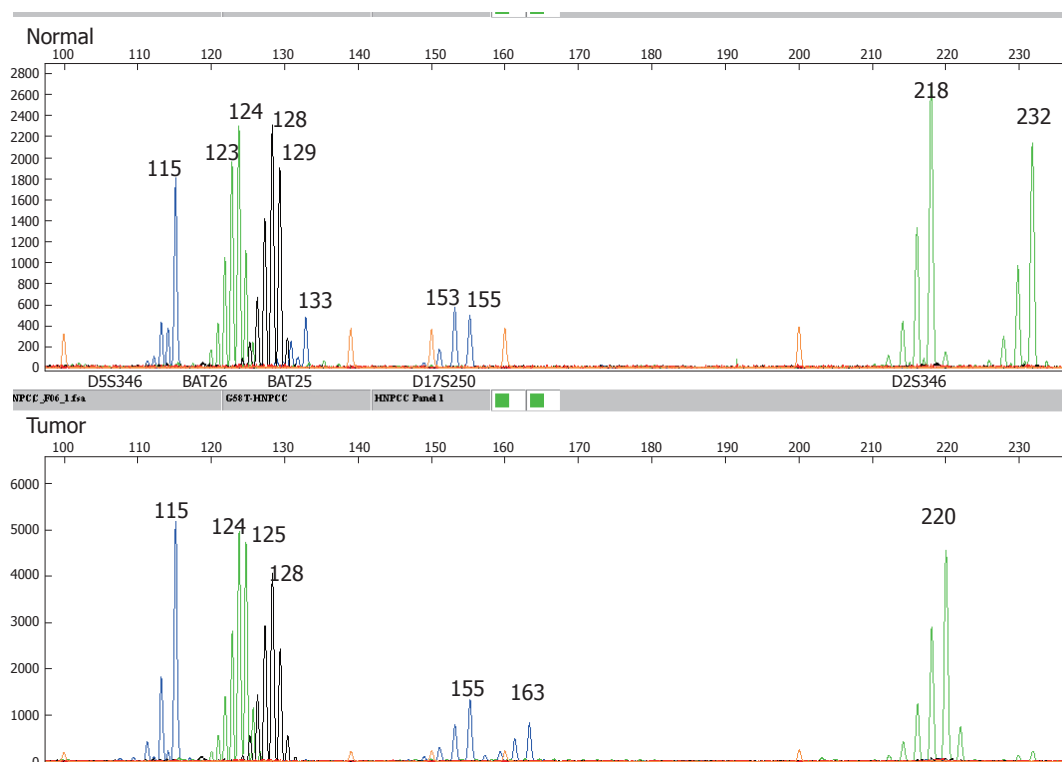 Normal
100 110 120 130 140 150 160 170 180 190 200 210 220 230
2800
2600
2400
2200
2000
1800
1600
1400
1200
1000
800
600
400
200
0
115 123 124 128 129 133 153 155 218 232
D5S346 BAT26 BAT25 D17S250 D2S346
NPCC_F06_1.fsa G58 T-HNPCC HNPCC Panel 1
Tumor
100 110 120 130 140 150 160 170 180 190 200 210 220 230
6000
5000
4000
3000
2000
1000
0
115 124 125 128 155 163 220